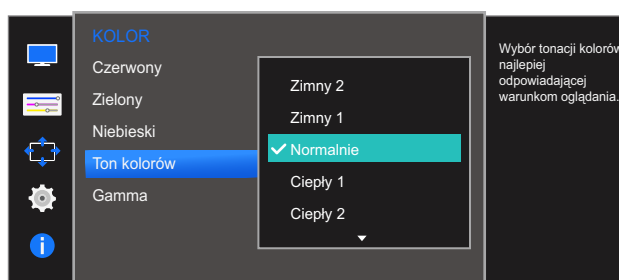 KOLOR
Czerwony
Zielony
Niebieski
Ton kolorów
Gamma
Zimny 2
Zimny 1
Normalnie
Ciepły 1
Ciepły 2
Wybór tonacji kolorów
najlepiej
odpowiadającej
warunkom oglądania.